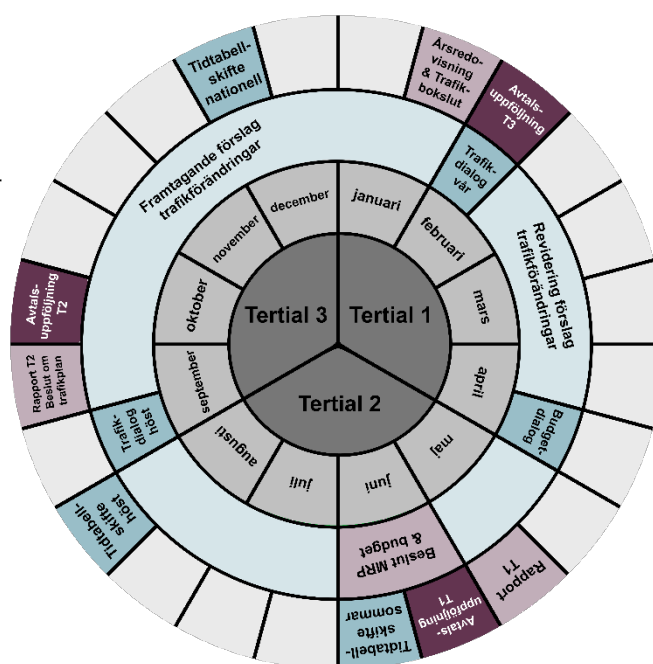 Årsredo-
visning
& Trafik-
bokslut
Avtals-
uppföljning
T3
Rapport
T1
Avtals-
uppföljning
T1
Tidtabell-
skifte
sommar
Tidtabell-
skifte
höst
Rapport T2
Beslut om
trafikplan
Avtals-
uppföljning
T2
Tidtabell-
skifte
nationell
Trafik-
dialog
vår
Revidering förslag
trafikförändringar
Budget-
dialog
Beslut MRP
& budget
Trafik-
dialog
höst
Framtagande förslag
trafikförändringar
januari
februari
mars
april
maj
juni
juli
augusti
september
oktober
november
december
Tertial 1
Tertial 2
Tertial 3